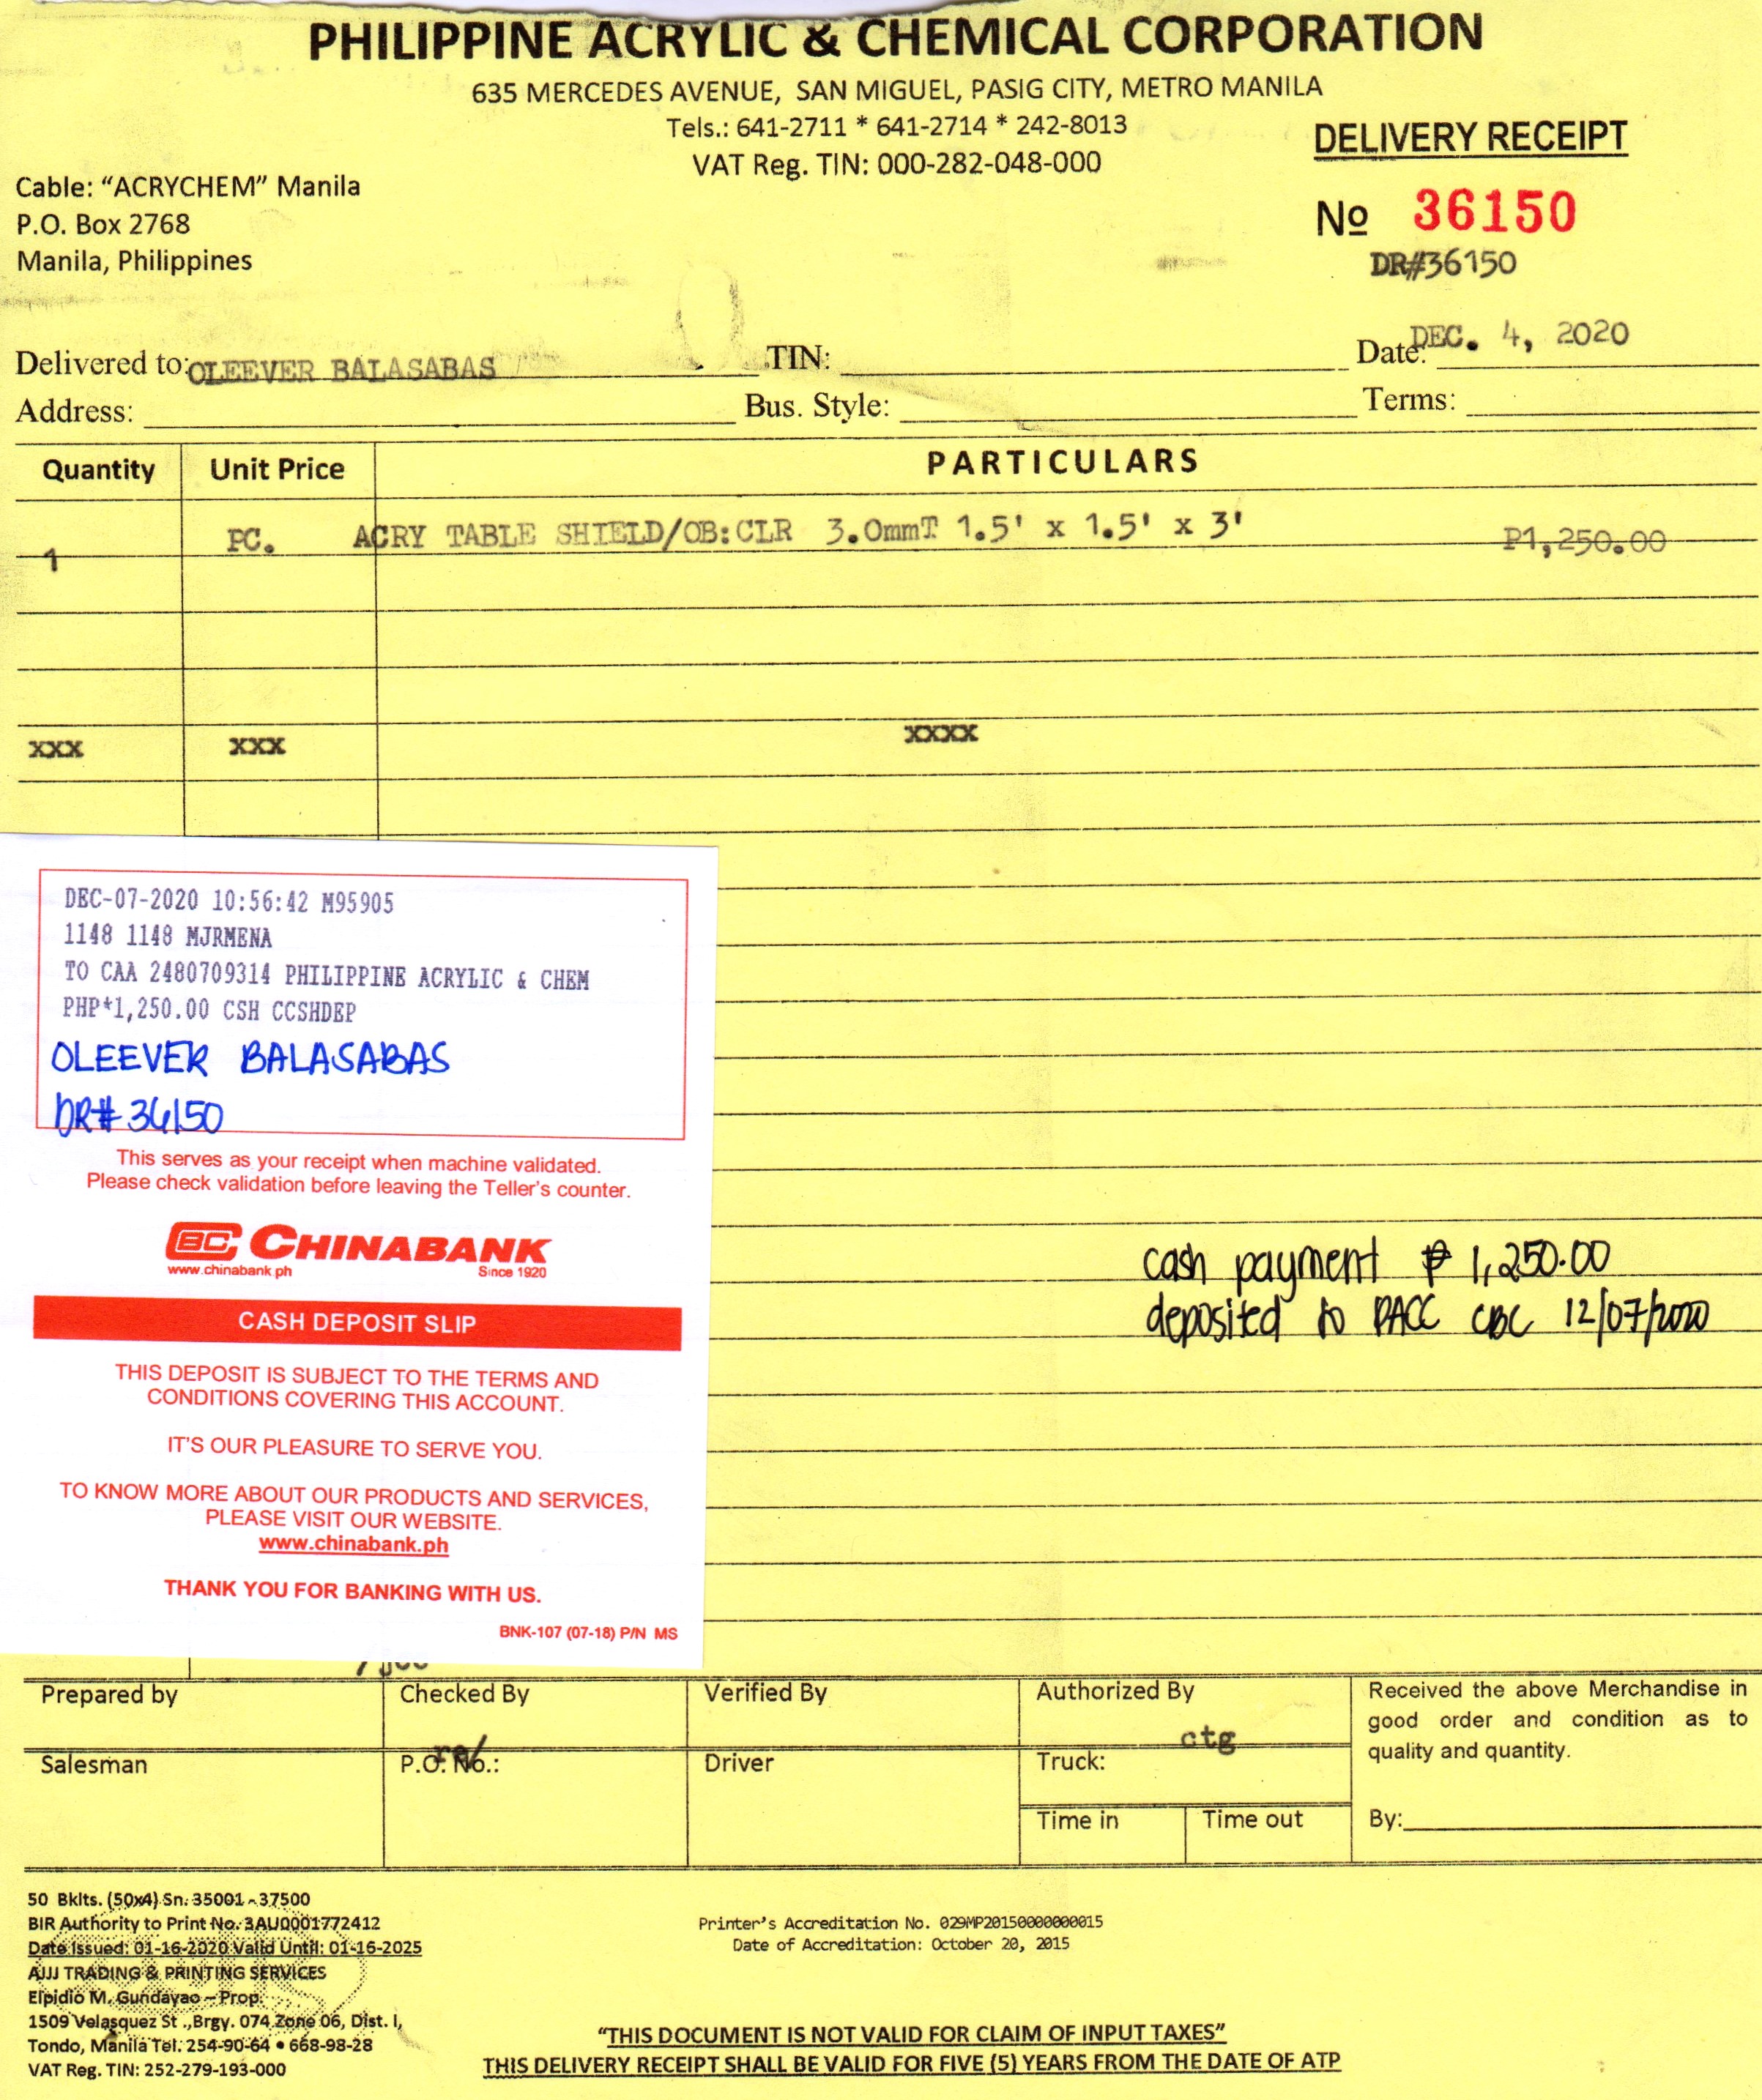 PHILIPPINE ACRYLIC & CHEMICAL CORPORATION
635 MERCEDES AVENUE, SAN MIGUEL, PASIG CITY, METRO MANILA
Tels.: 641-2711 * 641-2714 * 242-8013
VAT Reg. TIN: 000-282-048-000
DELIVERY RECEIPT
Cable: “ACRYCHEM” Manila
P.O. Box 2768
Manila, Philippines
№ 36150
DR#36150
Delivered to: OLEEVER BALASABAS TIN: Date: DEC. 4, 2020
Address: Bus. Style: Terms:
Quantity Unit Price PARTICULARS
1 PC. ACRY TABLE SHIELD/OB:CLR 3.0mmT 1.5' x 1.5' x 3' P1,250.00
xxx xxx xxxx
DEC-07-2020 10:56:42 M95905
1148 1148 MJRMENA
TO CAA 2480709314 PHILIPPINE ACRYLIC & CHEM
PHP*1,250.00 CSH CCSHDEP
OLEEVER BALASABAS
DR# 36150
This serves as your receipt when machine validated.
Please check validation before leaving the Teller's counter.
CBC CHINABANK
www.chinabank.ph Since 1920
CASH DEPOSIT SLIP
THIS DEPOSIT IS SUBJECT TO THE TERMS AND
CONDITIONS COVERING THIS ACCOUNT.
IT'S OUR PLEASURE TO SERVE YOU.
TO KNOW MORE ABOUT OUR PRODUCTS AND SERVICES,
PLEASE VISIT OUR WEBSITE.
www.chinabank.ph
THANK YOU FOR BANKING WITH US.
BNK-107 (07-18) P/N MS
cash payment ₱ 1,250.00
deposited to PACC CBC 12/07/2020
Prepared by Checked By Verified By Authorized By
ctg
Received the above Merchandise in
good order and condition as to
quality and quantity.
Salesman P.O. No.: Driver Truck:
Time in Time out By:
50 Bklts. (50x4) Sn: 35001 - 37500
BIR Authority to Print No. 3AU0001772412
Date Issued: 01-16-2020 Valid Until: 01-16-2025
AJJJ TRADING & PRINTING SERVICES
Elpidio M. Gundayao – Prop.
1509 Velasquez St .,Brgy. 074 Zone 06, Dist. I,
Tondo, Manila Tel. 254-90-64 • 668-98-28
VAT Reg. TIN: 252-279-193-000
Printer's Accreditation No. 029MP20150000000015
Date of Accreditation: October 20, 2015
“THIS DOCUMENT IS NOT VALID FOR CLAIM OF INPUT TAXES”
THIS DELIVERY RECEIPT SHALL BE VALID FOR FIVE (5) YEARS FROM THE DATE OF ATP